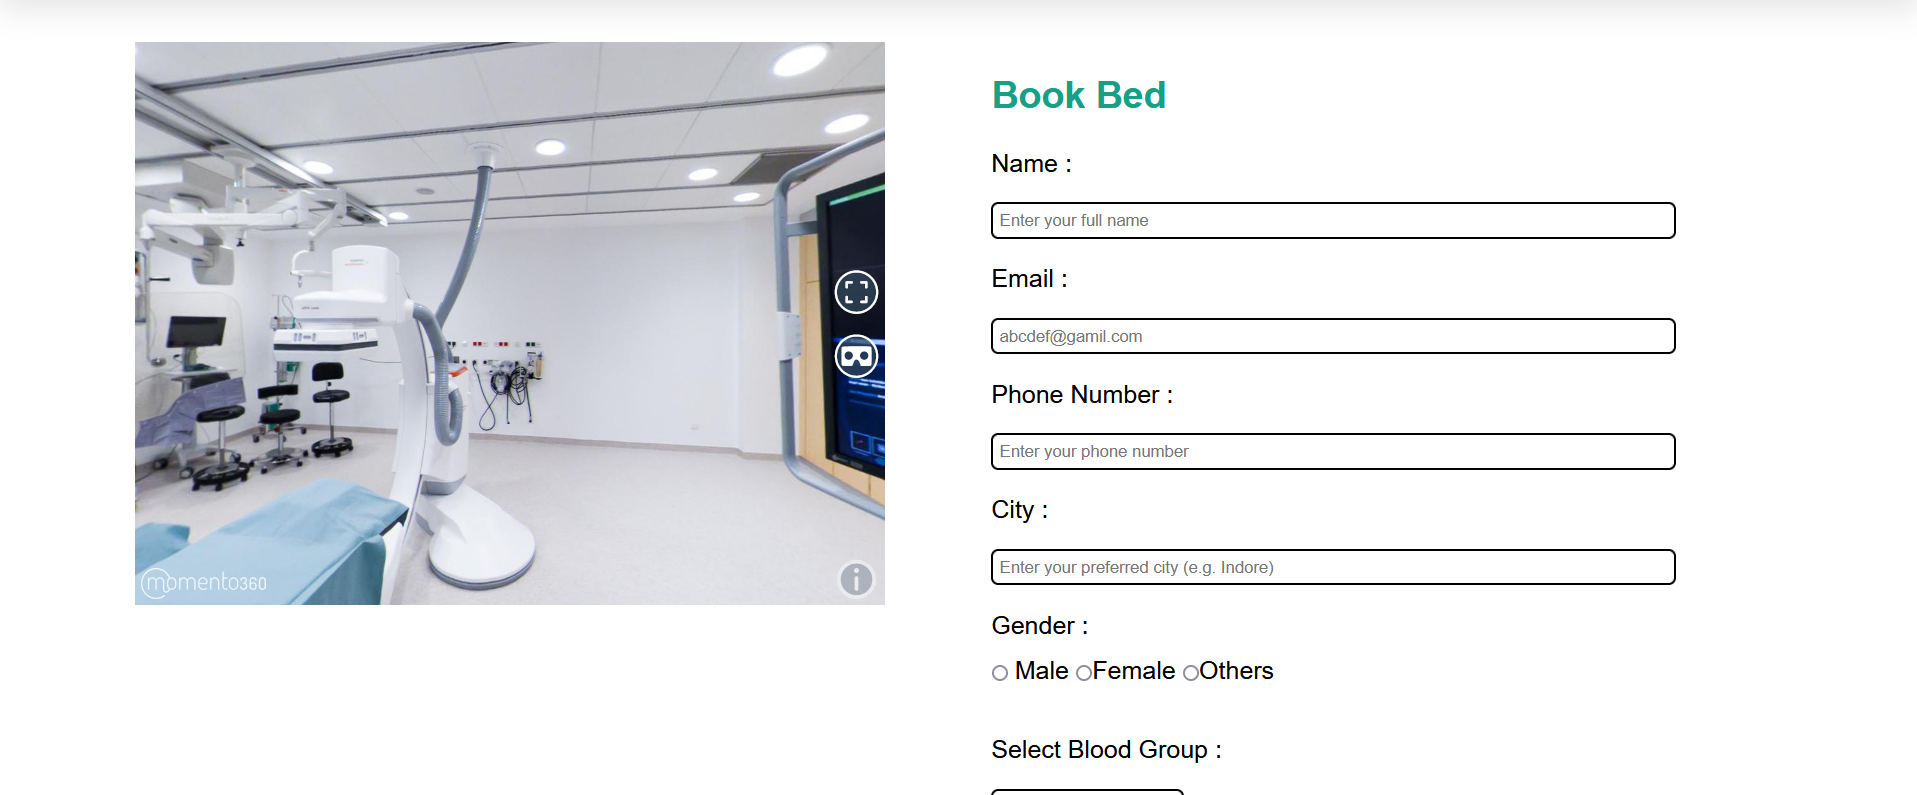 Book Bed
Name :
Enter your full name
Email :
abcdef@gamil.com
Phone Number :
Enter your phone number
City :
Enter your preferred city (e.g. Indore)
Gender :
Male Female Others
Select Blood Group :
momento360